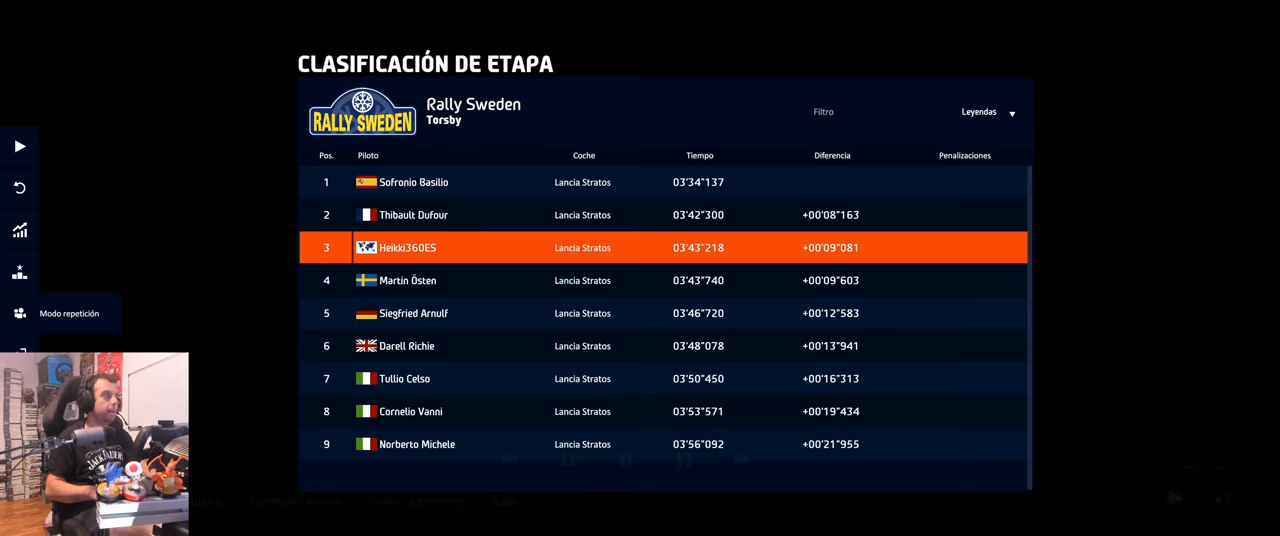 CLASIFICACIÓN DE ETAPA
RALLY SWEDEN
Rally Sweden
Torsby
Filtro
Leyendas
Pos. Piloto Coche Tiempo Diferencia Penalizaciones
1 Sofronio Basilio Lancia Stratos 03'34"137
2 Thibault Dufour Lancia Stratos 03'42"300 +00'08"163
3 Heikki360ES Lancia Stratos 03'43"218 +00'09"081
4 Martin Östen Lancia Stratos 03'43"740 +00'09"603
5 Siegfried Arnulf Lancia Stratos 03'46"720 +00'12"583
6 Darell Richie Lancia Stratos 03'48"078 +00'13"941
7 Tullio Celso Lancia Stratos 03'50"450 +00'16"313
8 Cornelio Vanni Lancia Stratos 03'53"571 +00'19"434
9 Norberto Michele Lancia Stratos 03'56"092 +00'21"955
Modo repetición
JACK DANIEL'S
Salir
x1